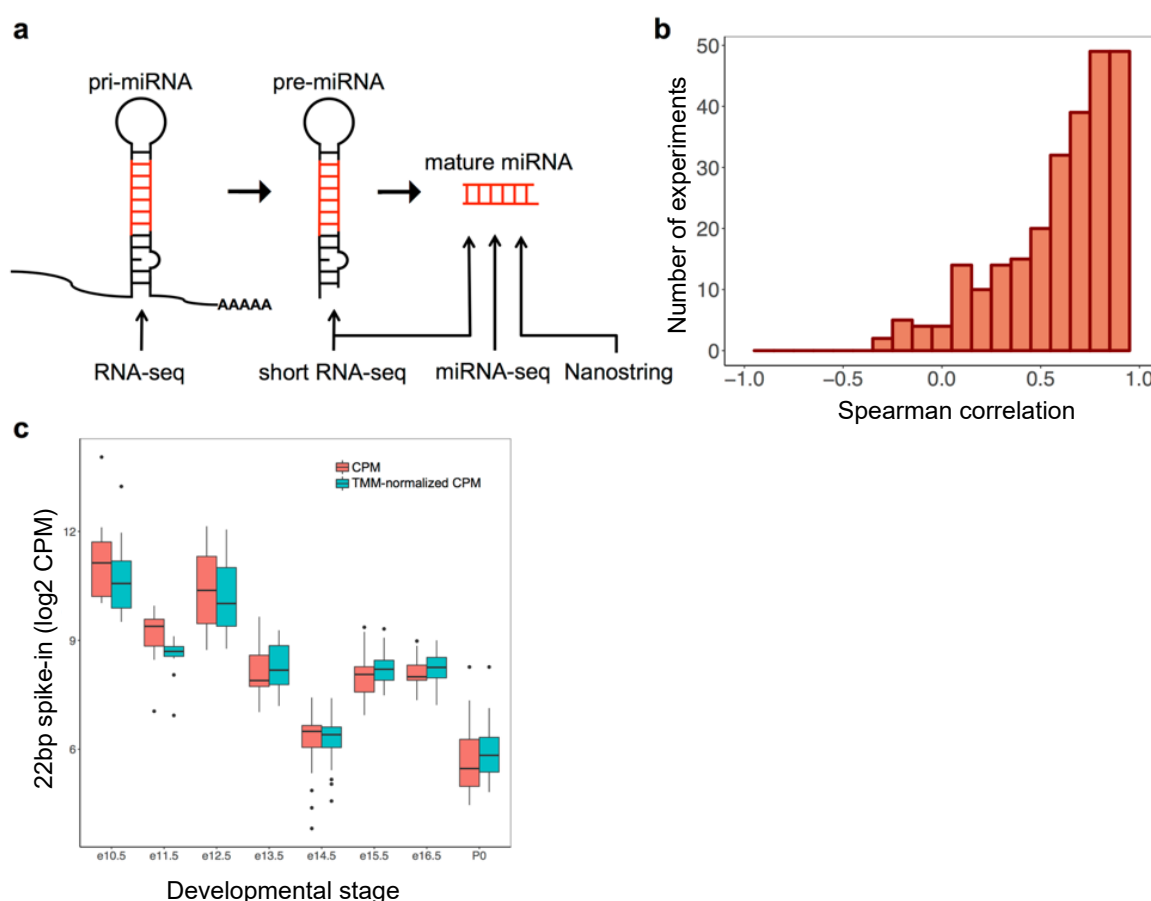 a
pri-miRNA
pre-miRNA
mature miRNA
AAAAA
RNA-seq
short RNA-seq
miRNA-seq
Nanostring
b
Number of experiments
50
40
30
20
10
0
−1.0
−0.5
0.0
0.5
1.0
Spearman correlation
c
22bp spike-in (log2 CPM)
CPM
TMM-normalized CPM
12
9
6
e10.5
e11.5
e12.5
e13.5
e14.5
e15.5
e16.5
P0
Developmental stage